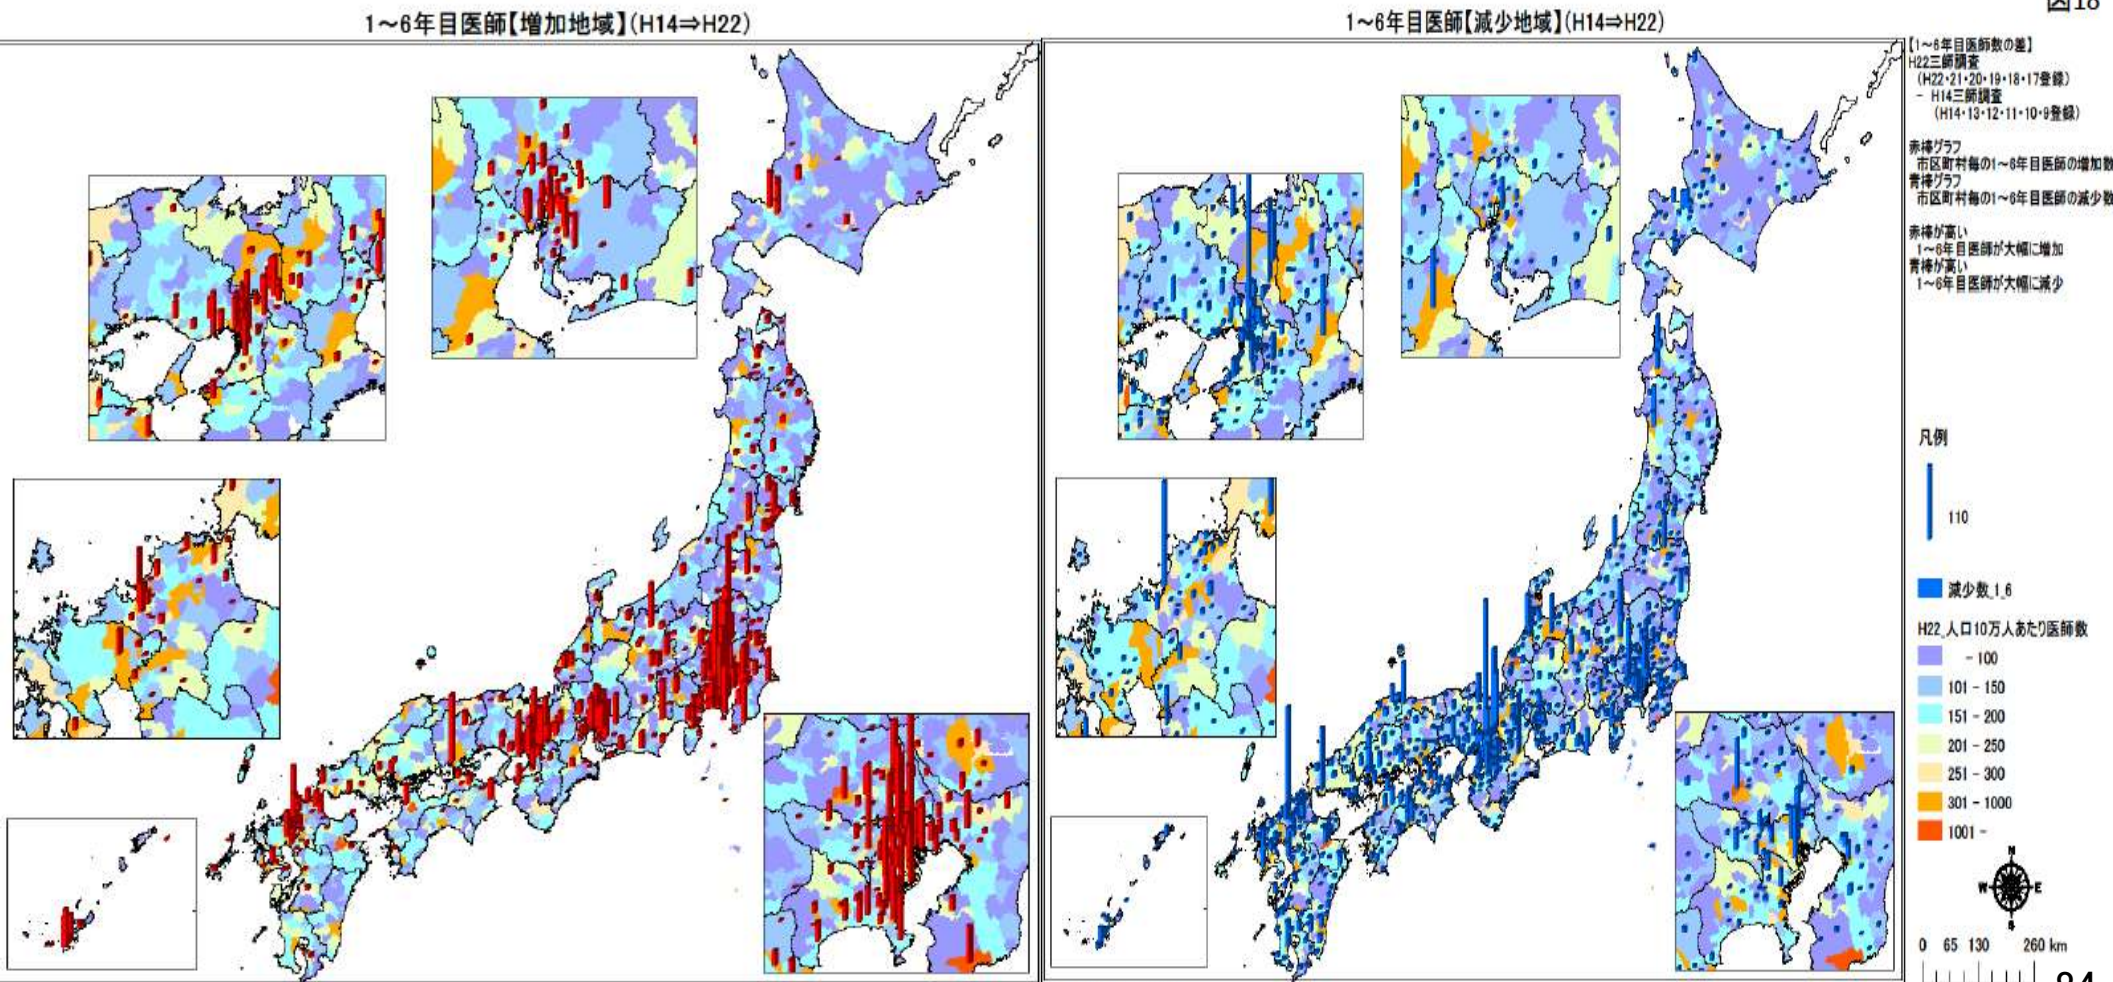 図18
1～6年目医師【増加地域】(H14⇒H22)
1～6年目医師【減少地域】(H14⇒H22)
【1～6年目医師数の差】
H22三師調査
(H22・21・20・19・18・17登録)
－ H14三師調査
(H14・13・12・11・10・9登録)
赤棒グラフ
市区町村毎の1～6年目医師の増加数
青棒グラフ
市区町村毎の1～6年目医師の減少数
赤棒が高い
1～6年目医師が大幅に増加
青棒が高い
1～6年目医師が大幅に減少
凡例
110
減少数_1_6
H22_人口10万人あたり医師数
- 100
101 - 150
151 - 200
201 - 250
251 - 300
301 - 1000
1001 -
N
W E
S
0 65 130 260 km